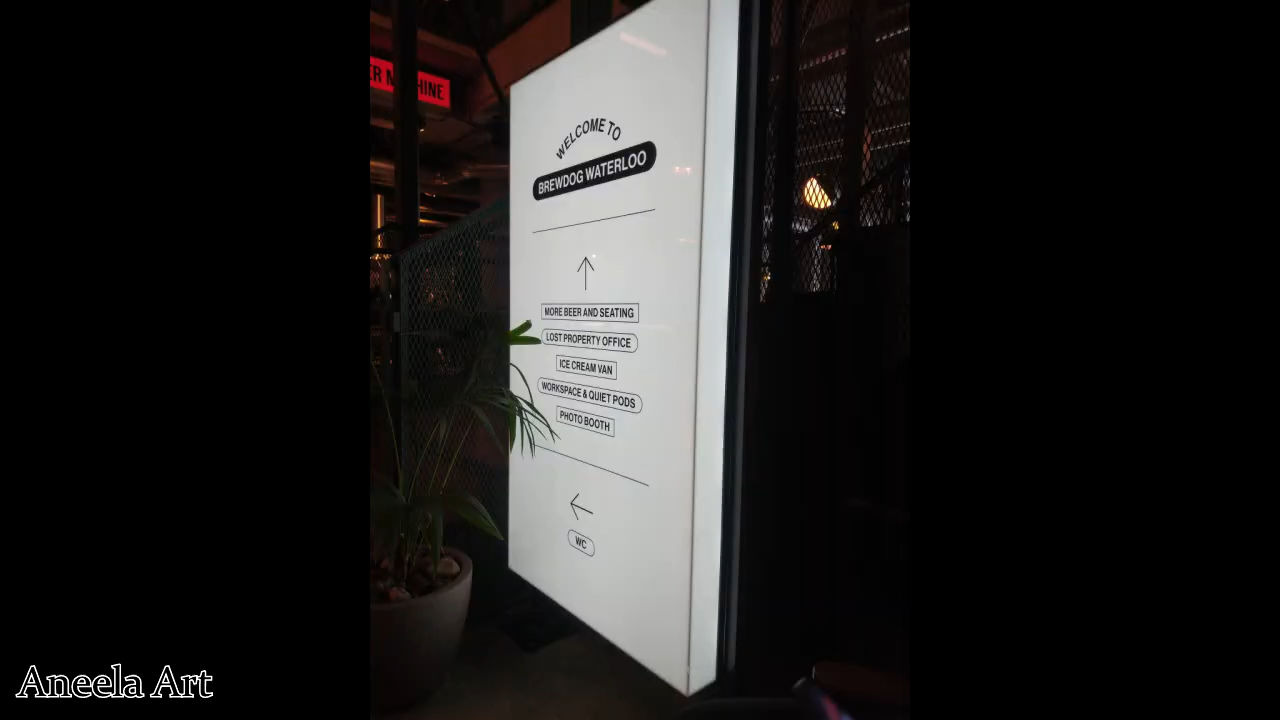 WELCOME TO
BREWDOG WATERLOO
MORE BEER AND SEATING
LOST PROPERTY OFFICE
ICE CREAM VAN
WORKSPACE & QUIET PODS
PHOTO BOOTH
WC
Aneela Art